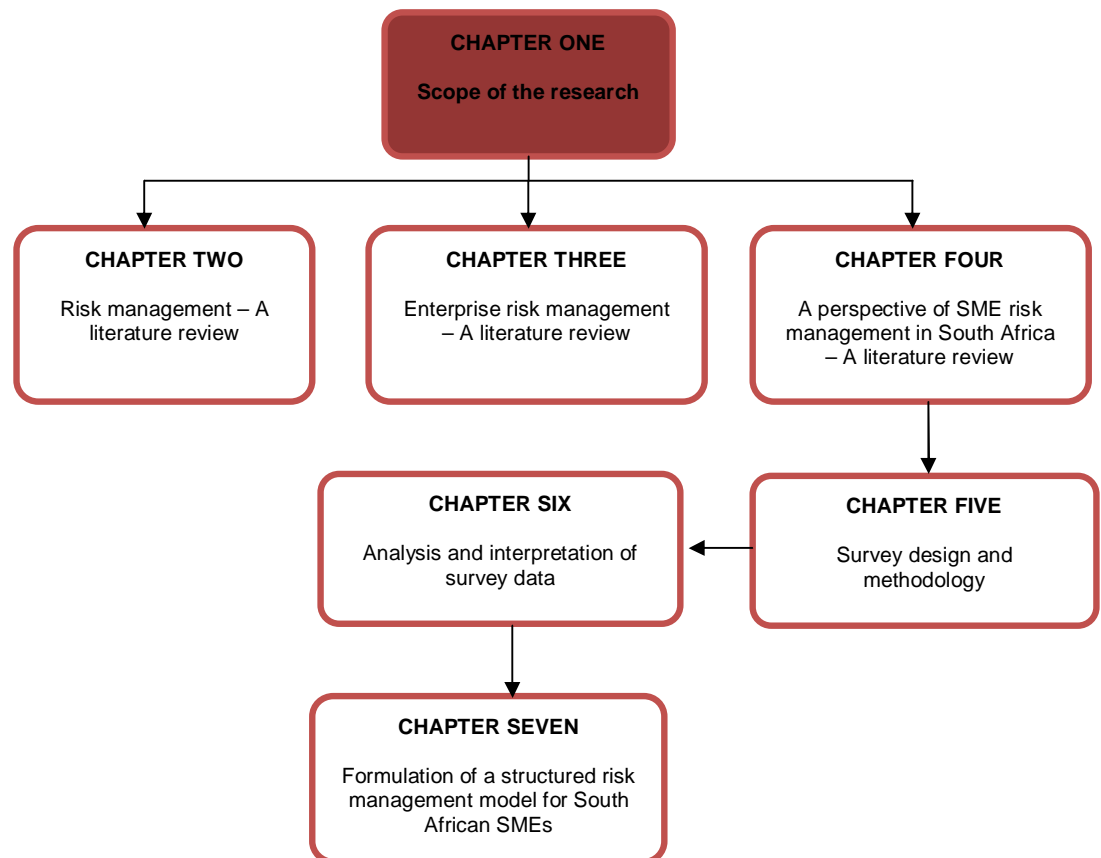 CHAPTER ONE
Scope of the research
CHAPTER TWO
Risk management – A
literature review
CHAPTER THREE
Enterprise risk management
– A literature review
CHAPTER FOUR
A perspective of SME risk
management in South Africa
– A literature review
CHAPTER FIVE
Survey design and
methodology
CHAPTER SIX
Analysis and interpretation of
survey data
CHAPTER SEVEN
Formulation of a structured risk
management model for South
African SMEs